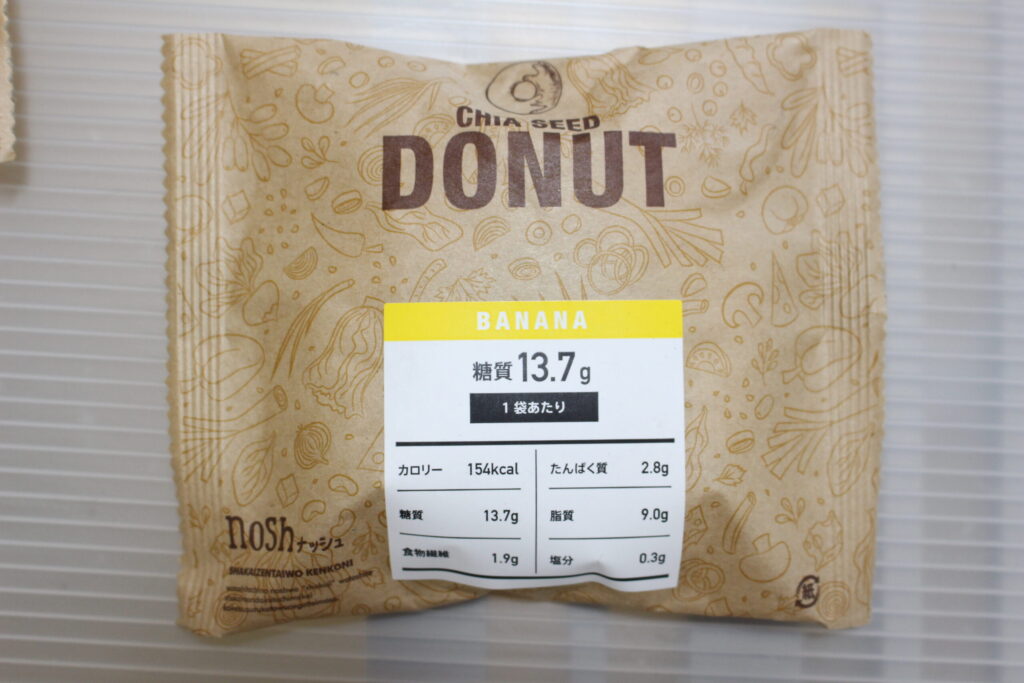 CHIA SEED
DONUT
BANANA
糖質 13.7g
1袋あたり
カロリー 154kcal
たんぱく質 2.8g
糖質 13.7g
脂質 9.0g
食物繊維 1.9g
塩分 0.3g
nosh ナッシュ
SHAKAIZENTAIWO KENKONI
紙